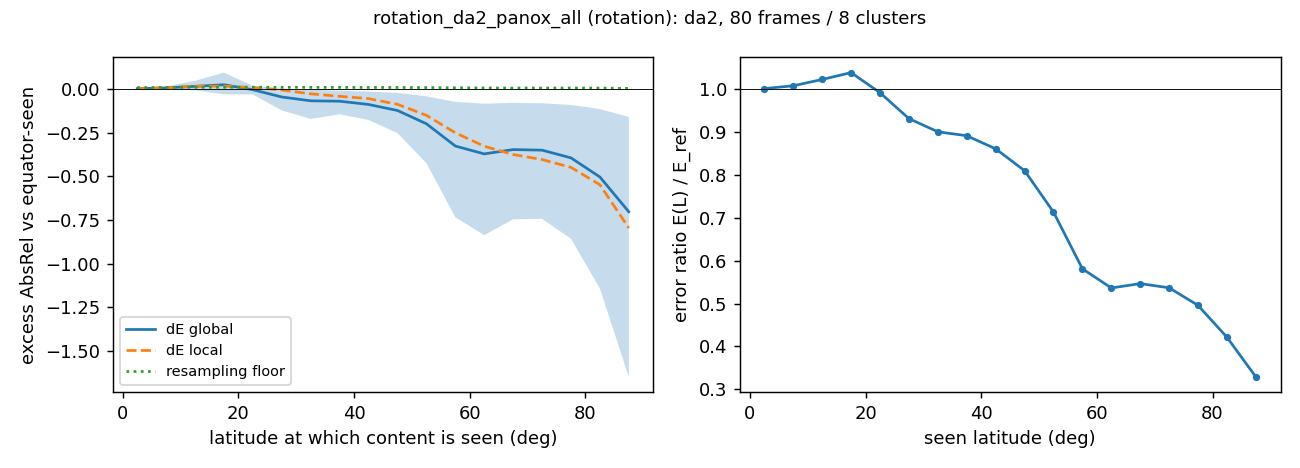 rotation_da2_panox_all (rotation): da2, 80 frames / 8 clusters
excess AbsRel vs equator-seen
0.00
−0.25
−0.50
−0.75
−1.00
−1.25
−1.50
dE global
dE local
resampling floor
0 20 40 60 80
latitude at which content is seen (deg)
error ratio E(L) / E_ref
1.0
0.9
0.8
0.7
0.6
0.5
0.4
0.3
0 20 40 60 80
seen latitude (deg)